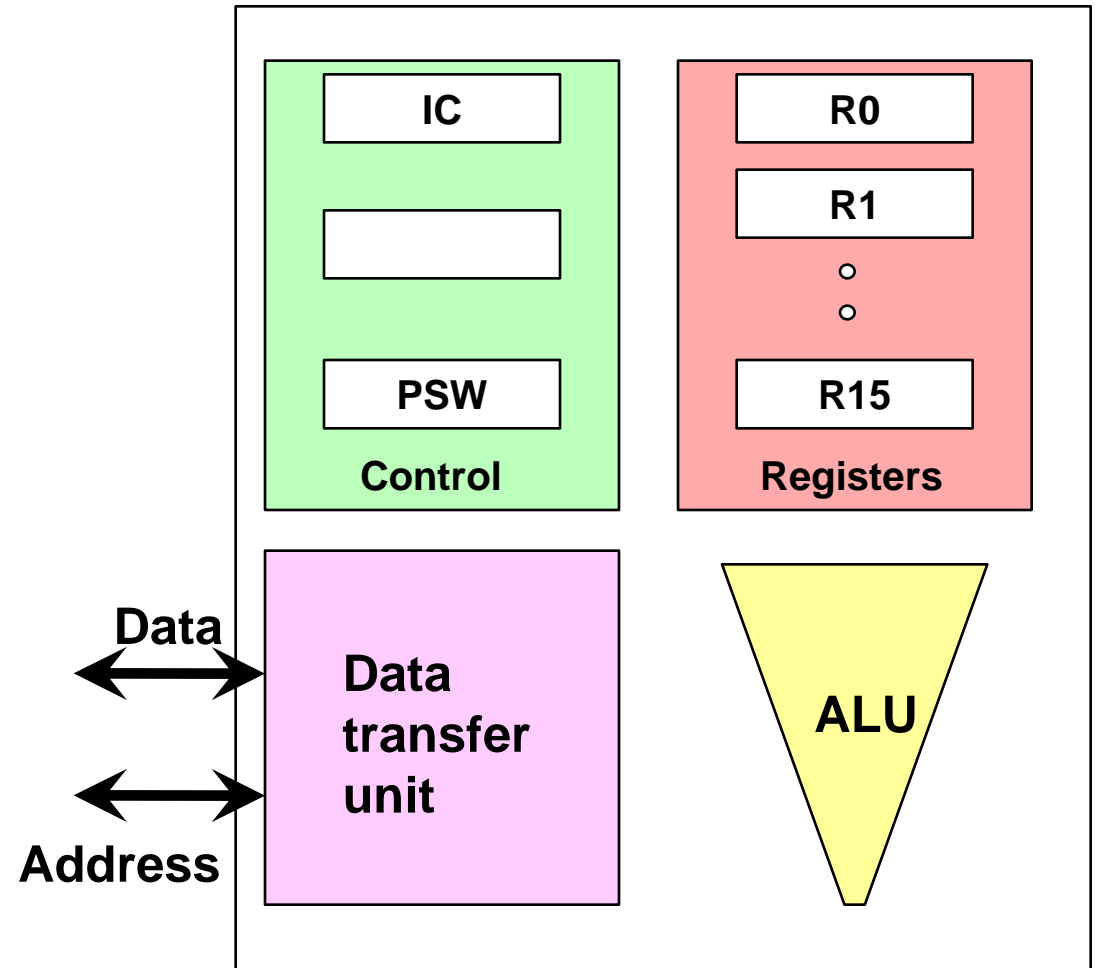 IC
PSW
Control
R0
R1
R15
Registers
Data
Address
Data
transfer
unit
ALU